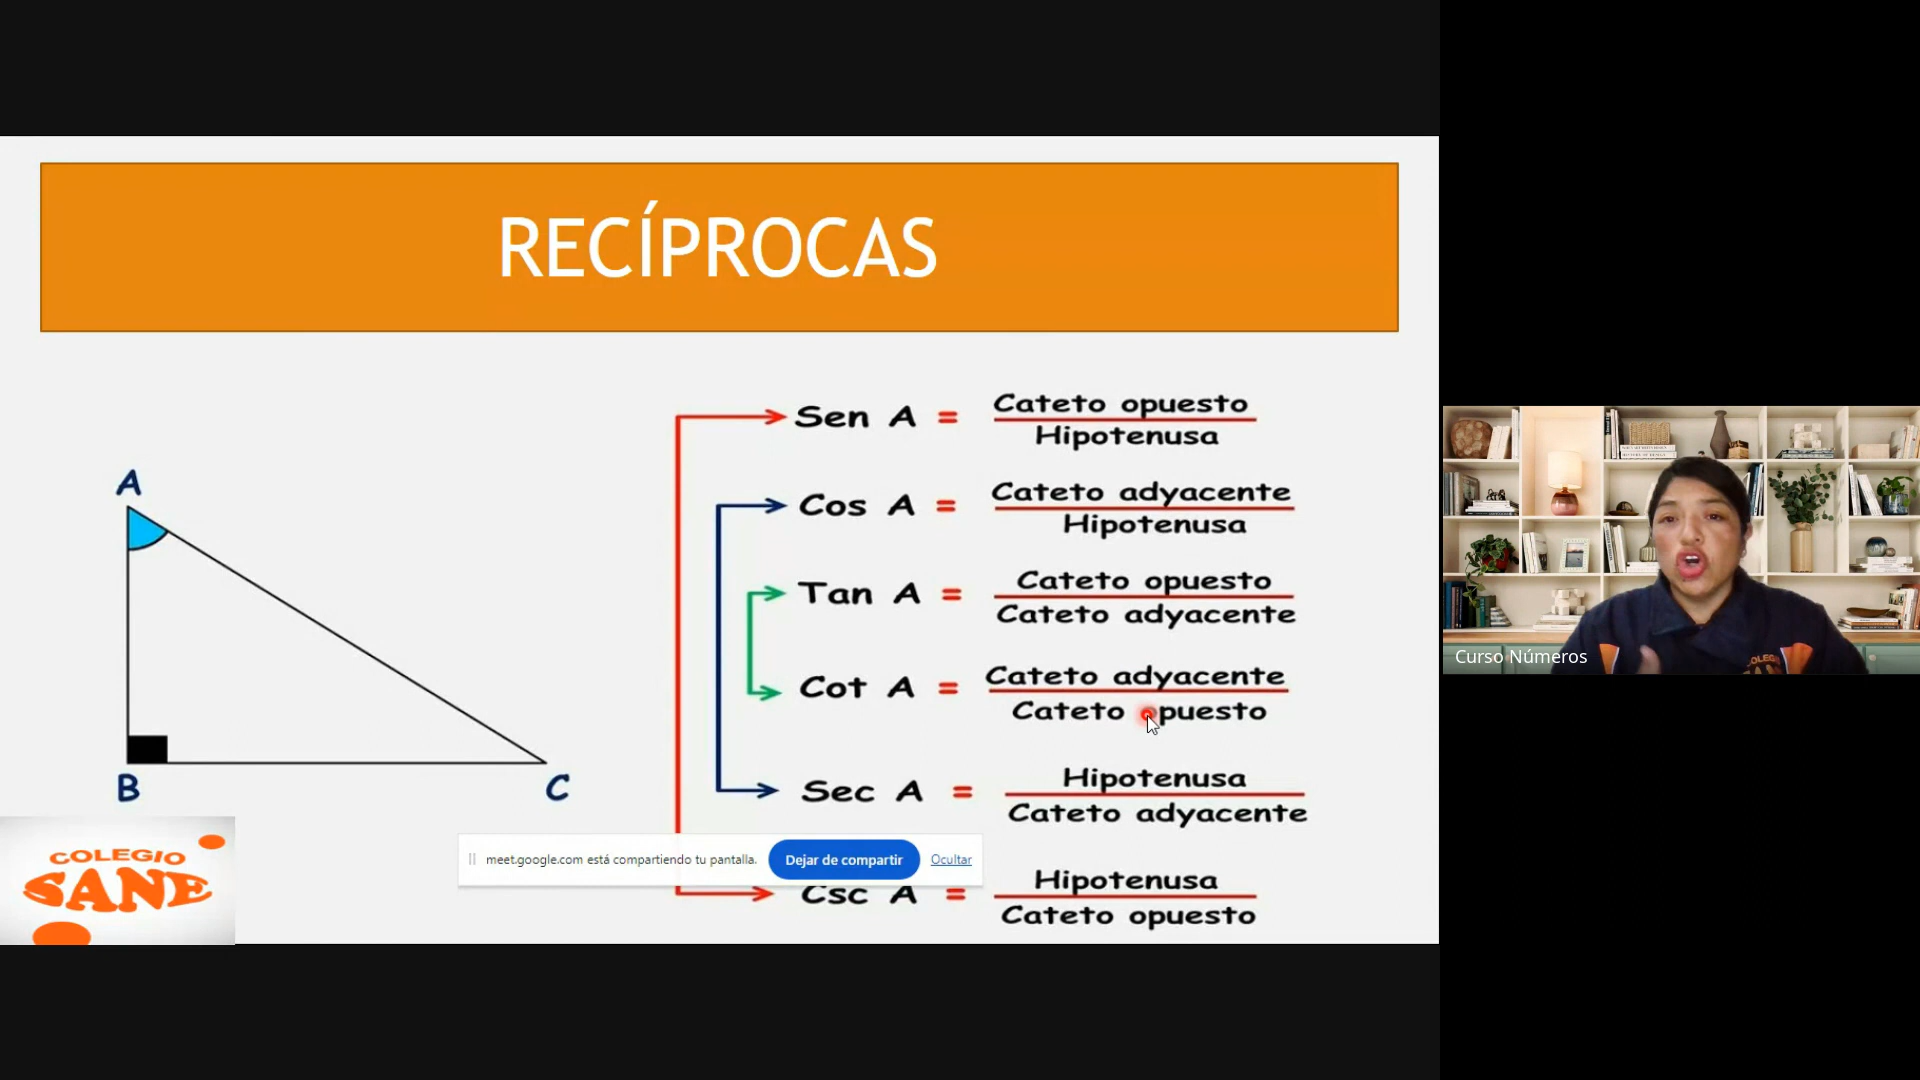 RECÍPROCAS
A
B
C
Sen A = Cateto opuesto
Hipotenusa
Cos A = Cateto adyacente
Hipotenusa
Tan A = Cateto opuesto
Cateto adyacente
Cot A = Cateto adyacente
Cateto opuesto
Sec A = Hipotenusa
Cateto adyacente
Csc A = Hipotenusa
Cateto opuesto
meet.google.com está compartiendo tu pantalla. Dejar de compartir Ocultar
COLEGIO
SANE
Curso Números
COLEGIO